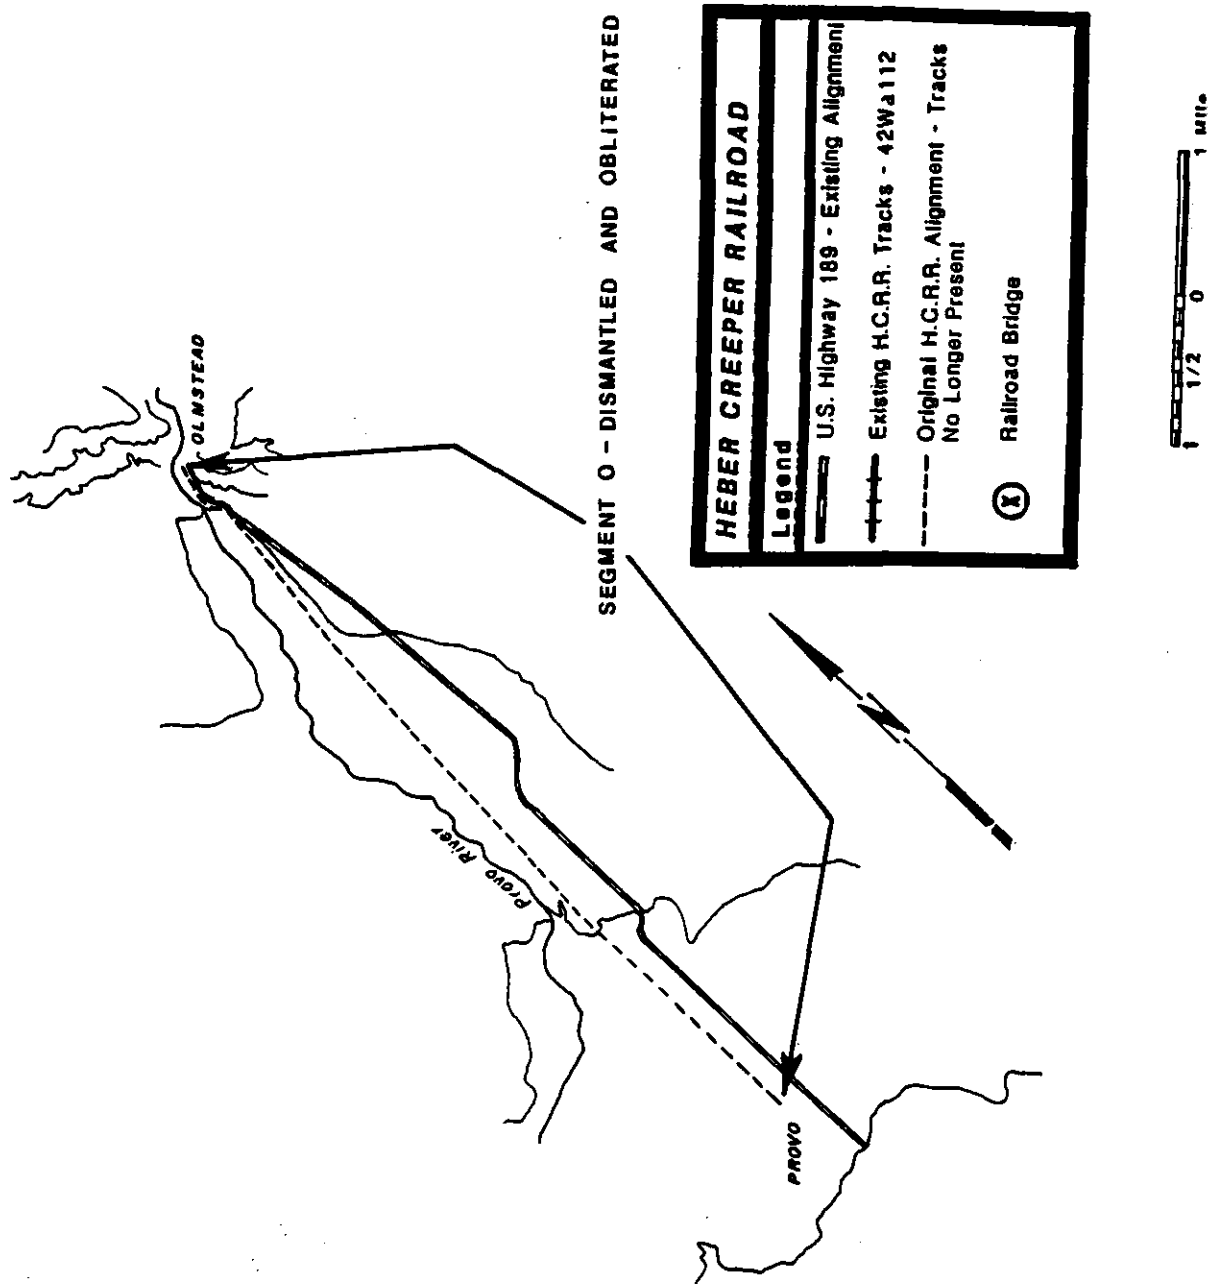 OLMSTEAD
Provo River
PROVO
SEGMENT O - DISMANTLED AND OBLITERATED
HEBER CREEPER RAILROAD
Legend
U.S. Highway 189 - Existing Alignment
Existing H.C.R.R. Tracks - 42Wa112
Original H.C.R.R. Alignment - Tracks
No Longer Present
X Railroad Bridge
N
1 1/2 0 1 Mile